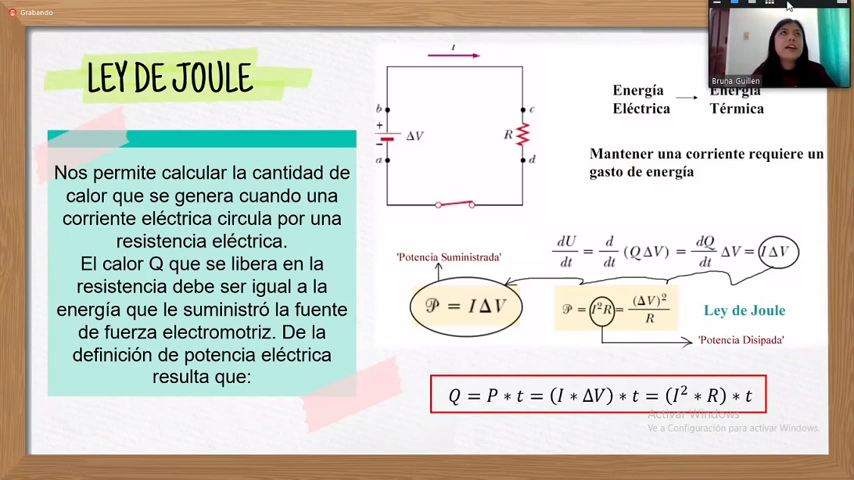 Grabando
LEY DE JOULE
Nos permite calcular la cantidad de
calor que se genera cuando una
corriente eléctrica circula por una
resistencia eléctrica.
El calor Q que se libera en la
resistencia debe ser igual a la
energía que le suministró la fuente
de fuerza electromotriz. De la
definición de potencia eléctrica
resulta que:
I
b
c
+
ΔV
R
−
a
d
Bruna Guillen
Energía
Eléctrica
Energía
Térmica
Mantener una corriente requiere un
gasto de energía
dU/dt = d/dt (QΔV) = dQ/dt ΔV = IΔV
'Potencia Suministrada'
𝒫 = IΔV
𝒫 = I²R = (ΔV)²/R
Ley de Joule
'Potencia Disipada'
Q = P ∗ t = (I ∗ ΔV) ∗ t = (I² ∗ R) ∗ t
Activar Windows
Ve a Configuración para activar Windows.